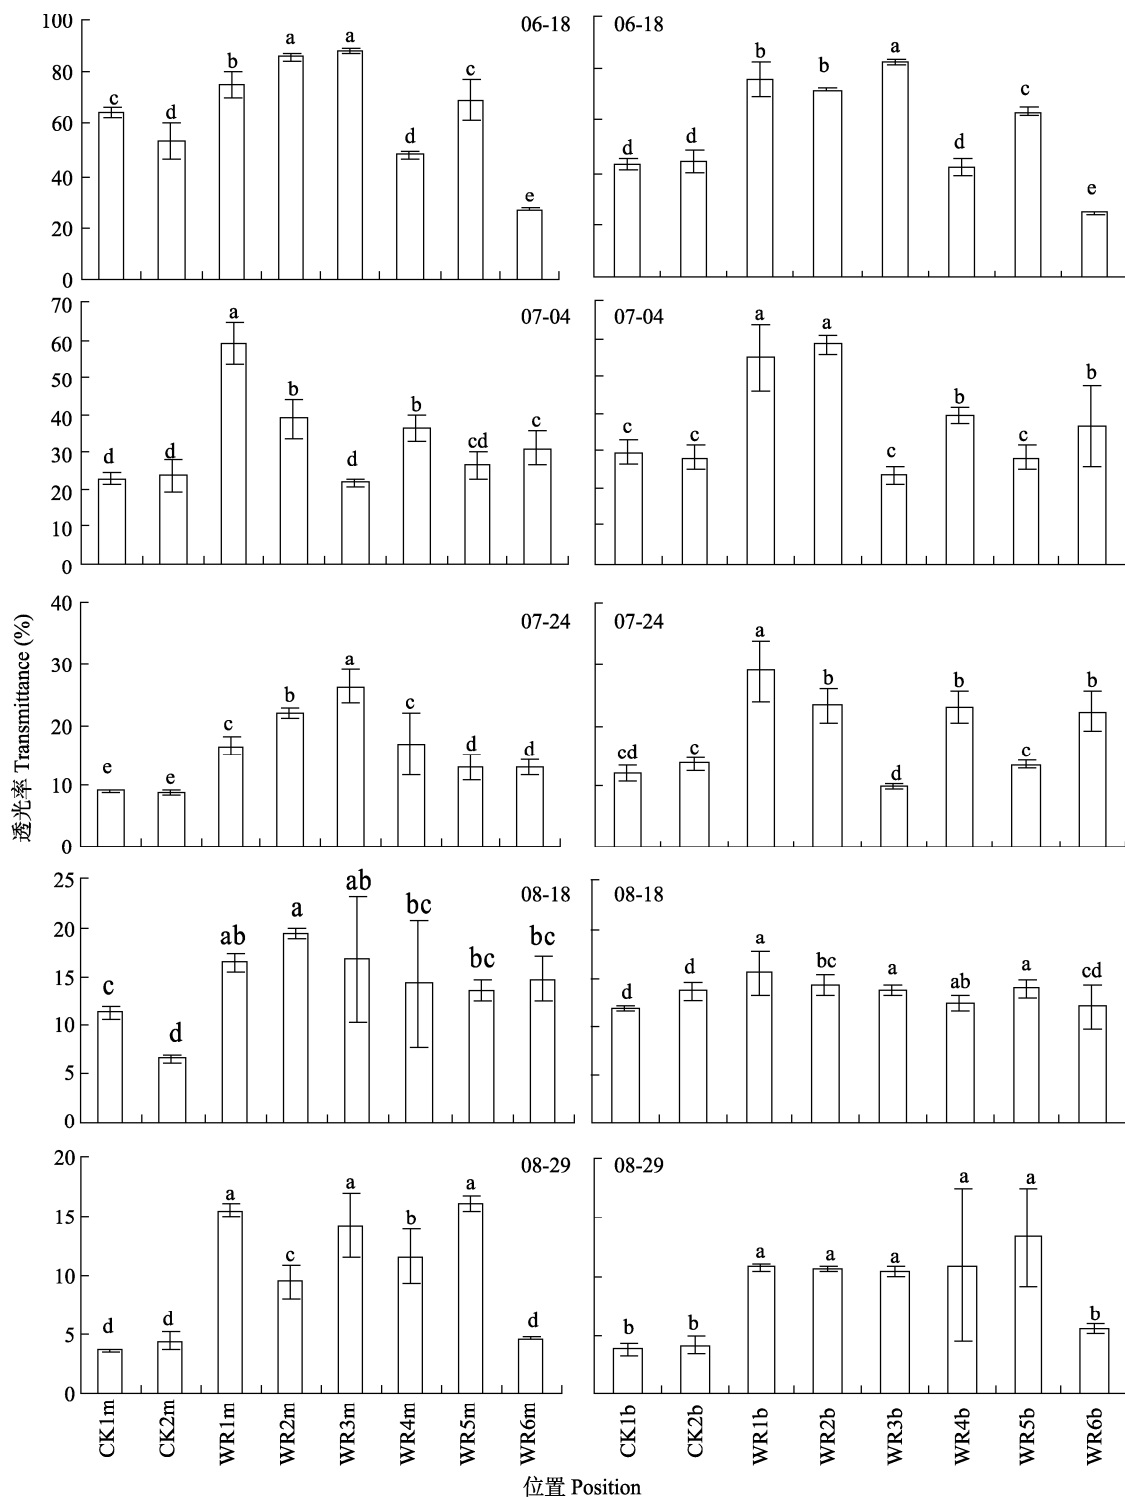 透光率 Transmittance (%)
06-18
100
80
60
40
20
0
c d b a a d c e
06-18
d d b b a d c e
07-04
70
60
50
40
30
20
10
0
d d a b d b cd c
07-04
c c a a c b c b
07-24
40
30
20
10
0
e e c b a c d d
07-24
cd c a b d b c b
08-18
25
20
15
10
5
0
c d ab a ab bc bc bc
08-18
d d a bc a ab a cd
08-29
20
15
10
5
0
d d a c a b a d
08-29
b b a a a a a b
CK1m CK2m WR1m WR2m WR3m WR4m WR5m WR6m
CK1b CK2b WR1b WR2b WR3b WR4b WR5b WR6b
位置 Position